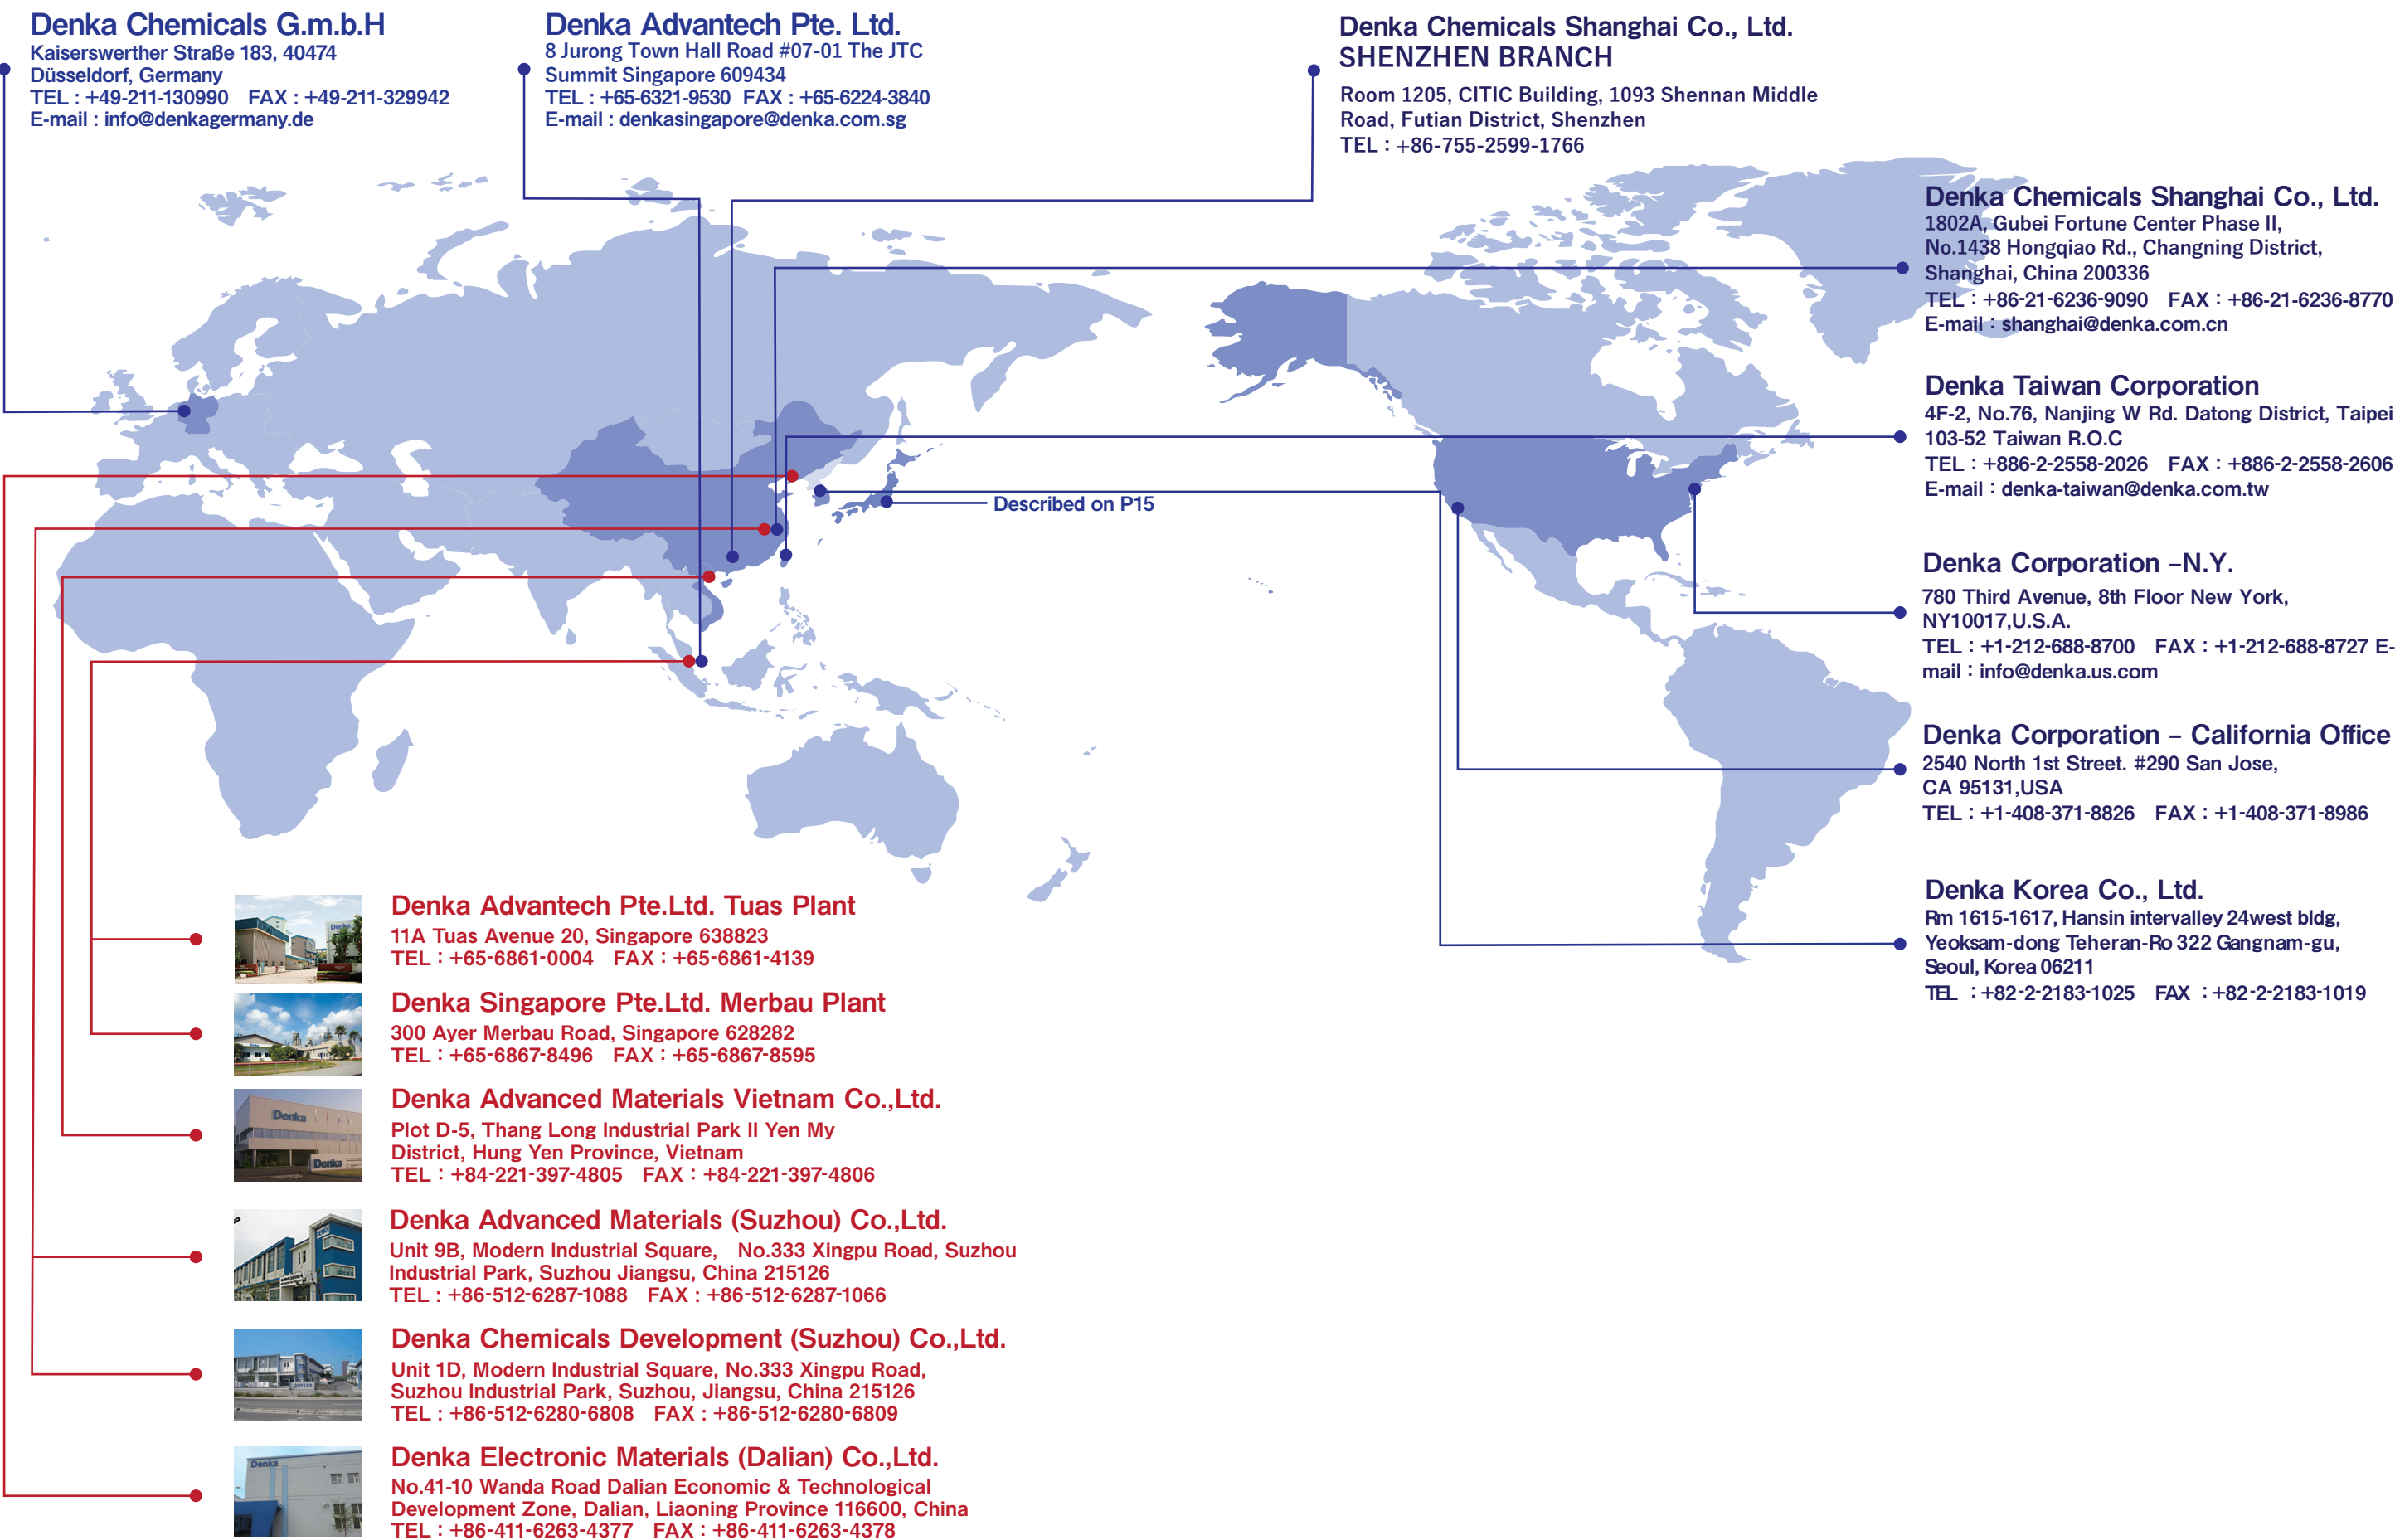 Denka Chemicals G.m.b.H
Kaiserswerther Straße 183, 40474
Düsseldorf, Germany
TEL : +49-211-130990 FAX : +49-211-329942
E-mail : info@denkagermany.de
Denka Advantech Pte. Ltd.
8 Jurong Town Hall Road #07-01 The JTC
Summit Singapore 609434
TEL : +65-6321-9530 FAX : +65-6224-3840
E-mail : denkasingapore@denka.com.sg
Denka Chemicals Shanghai Co., Ltd.
SHENZHEN BRANCH
Room 1205, CITIC Building, 1093 Shennan Middle
Road, Futian District, Shenzhen
TEL : +86-755-2599-1766
Denka Chemicals Shanghai Co., Ltd.
1802A, Gubei Fortune Center Phase II,
No.1438 Hongqiao Rd., Changning District,
Shanghai, China 200336
TEL : +86-21-6236-9090 FAX : +86-21-6236-8770
E-mail : shanghai@denka.com.cn
Denka Taiwan Corporation
4F-2, No.76, Nanjing W Rd. Datong District, Taipei
103-52 Taiwan R.O.C
TEL : +886-2-2558-2026 FAX : +886-2-2558-2606
E-mail : denka-taiwan@denka.com.tw
Described on P15
Denka Corporation –N.Y.
780 Third Avenue, 8th Floor New York,
NY10017,U.S.A.
TEL : +1-212-688-8700 FAX : +1-212-688-8727 E-
mail : info@denka.us.com
Denka Corporation – California Office
2540 North 1st Street. #290 San Jose,
CA 95131,USA
TEL : +1-408-371-8826 FAX : +1-408-371-8986
Denka Korea Co., Ltd.
Rm 1615-1617, Hansin intervalley 24west bldg,
Yeoksam-dong Teheran-Ro 322 Gangnam-gu,
Seoul, Korea 06211
TEL : +82-2-2183-1025 FAX : +82-2-2183-1019
Denka
Denka Advantech Pte.Ltd. Tuas Plant
11A Tuas Avenue 20, Singapore 638823
TEL : +65-6861-0004 FAX : +65-6861-4139
Denka Singapore Pte.Ltd. Merbau Plant
300 Ayer Merbau Road, Singapore 628282
TEL : +65-6867-8496 FAX : +65-6867-8595
Denka
Denka
Denka Advanced Materials Vietnam Co.,Ltd.
Plot D-5, Thang Long Industrial Park II Yen My
District, Hung Yen Province, Vietnam
TEL : +84-221-397-4805 FAX : +84-221-397-4806
Denka Advanced Materials (Suzhou) Co.,Ltd.
Unit 9B, Modern Industrial Square, No.333 Xingpu Road, Suzhou
Industrial Park, Suzhou Jiangsu, China 215126
TEL : +86-512-6287-1088 FAX : +86-512-6287-1066
Denka Chemicals Development (Suzhou) Co.,Ltd.
Unit 1D, Modern Industrial Square, No.333 Xingpu Road,
Suzhou Industrial Park, Suzhou, Jiangsu, China 215126
TEL : +86-512-6280-6808 FAX : +86-512-6280-6809
Denka
Denka Electronic Materials (Dalian) Co.,Ltd.
No.41-10 Wanda Road Dalian Economic & Technological
Development Zone, Dalian, Liaoning Province 116600, China
TEL : +86-411-6263-4377 FAX : +86-411-6263-4378